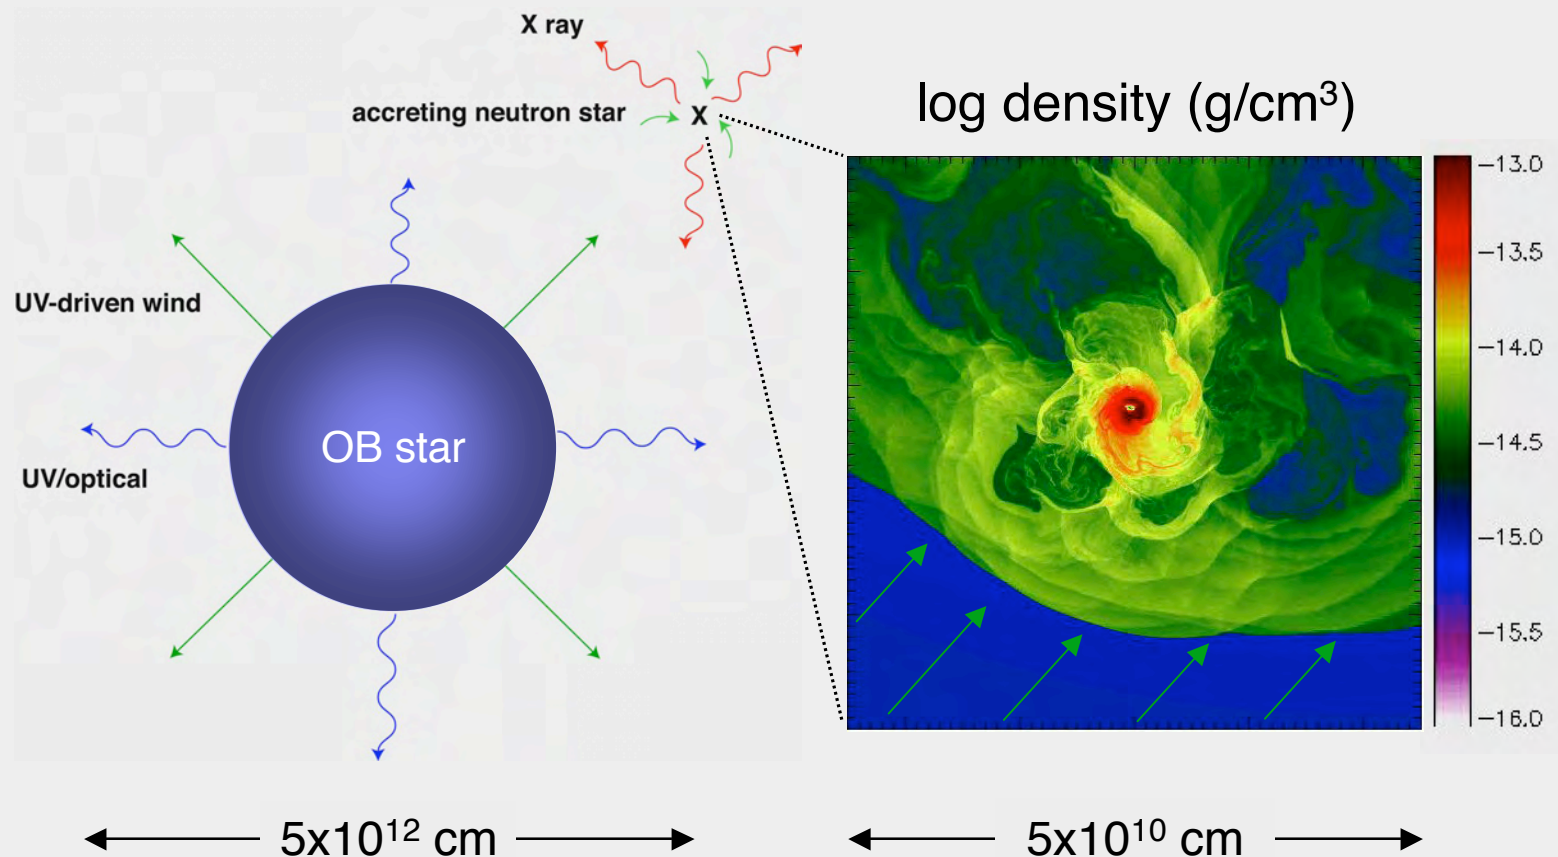 X ray
accreting neutron star
X
UV-driven wind
OB star
UV/optical
5x10¹² cm
log density (g/cm³)
−13.0
−13.5
−14.0
−14.5
−15.0
−15.5
−16.0
5x10¹⁰ cm